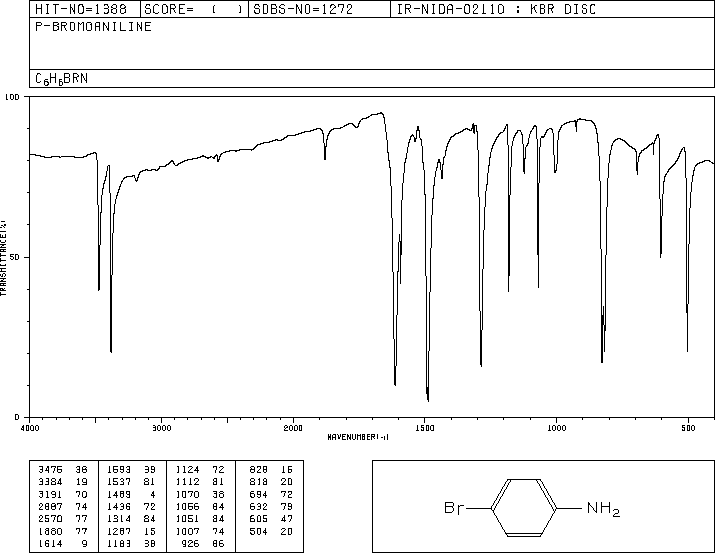 HIT-NO=1388 SCORE= ( ) SDBS-NO=1272 IR-NIDA-02110 : KBR DISC
P-BROMOANILINE
C6H6BRN
100
50
0
TRANSMITTANCE(%)
4000 3000 2000 1500 1000 500
WAVENUMBER(-1)
3475 36 1593 39 1124 72 828 15
3384 19 1537 81 1112 81 818 20
3191 70 1489 4 1070 38 694 72
2887 74 1436 72 1066 84 632 79
2570 77 1314 84 1051 84 605 47
1880 77 1287 15 1007 74 504 20
1614 9 1183 38 926 86
Br NH2